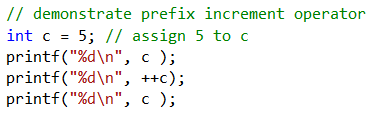 // demonstrate prefix increment operator
int c = 5; // assign 5 to c
printf("%d\n", c );
printf("%d\n", ++c);
printf("%d\n", c );